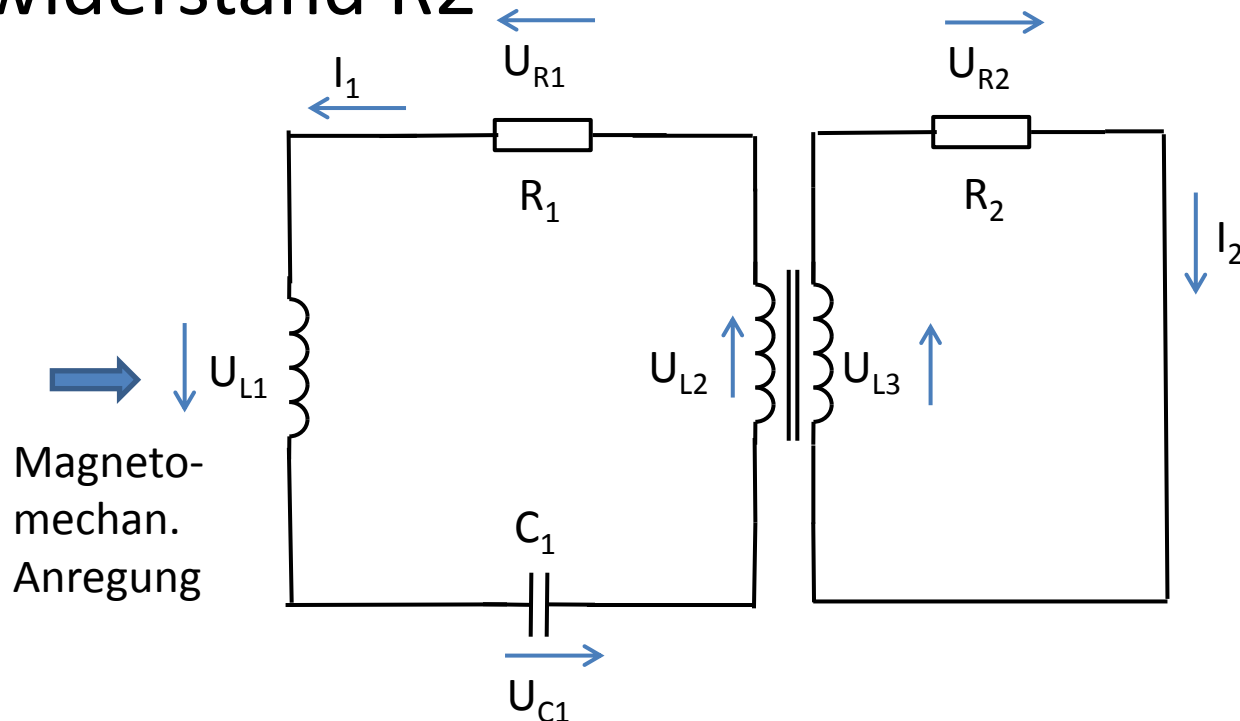 widerstand R2
U_R1
U_R2
I_1
R_1
R_2
I_2
U_L1
U_L2
U_L3
Magneto-
mechan.
Anregung
C_1
U_C1